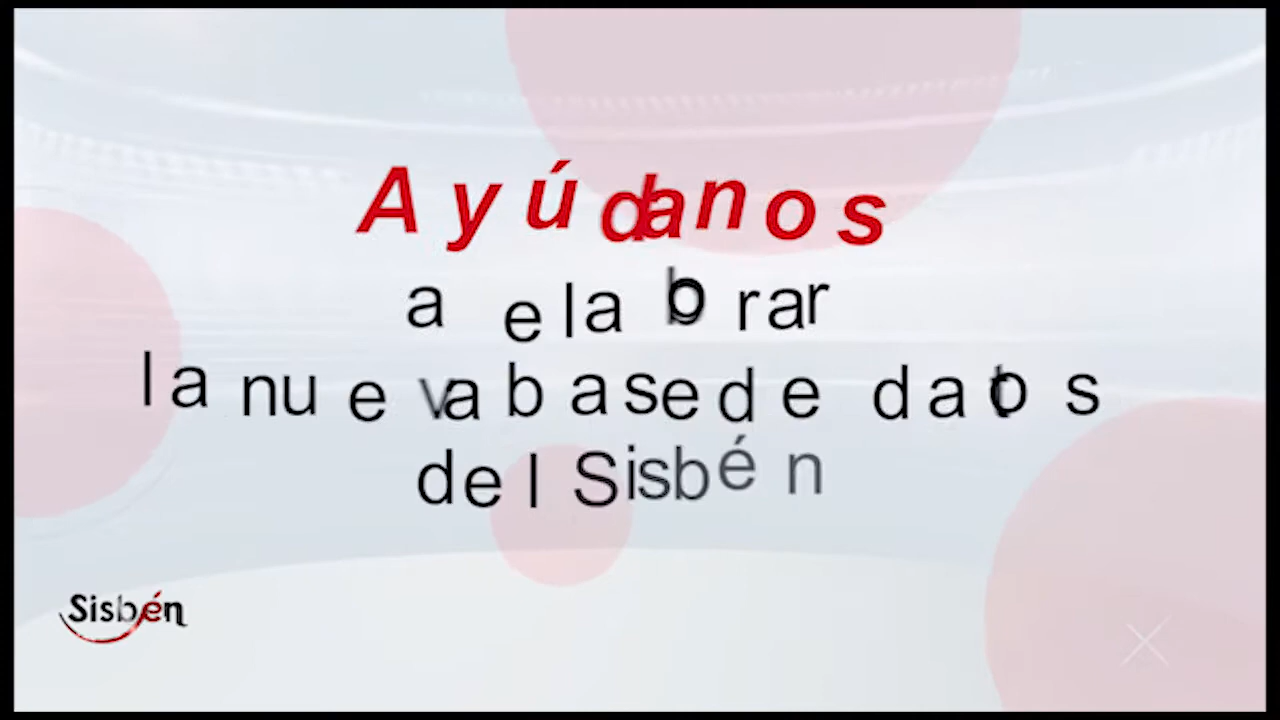 Ayúdanos
a elaborar
la nueva base de datos
del Sisbén
Sisbén